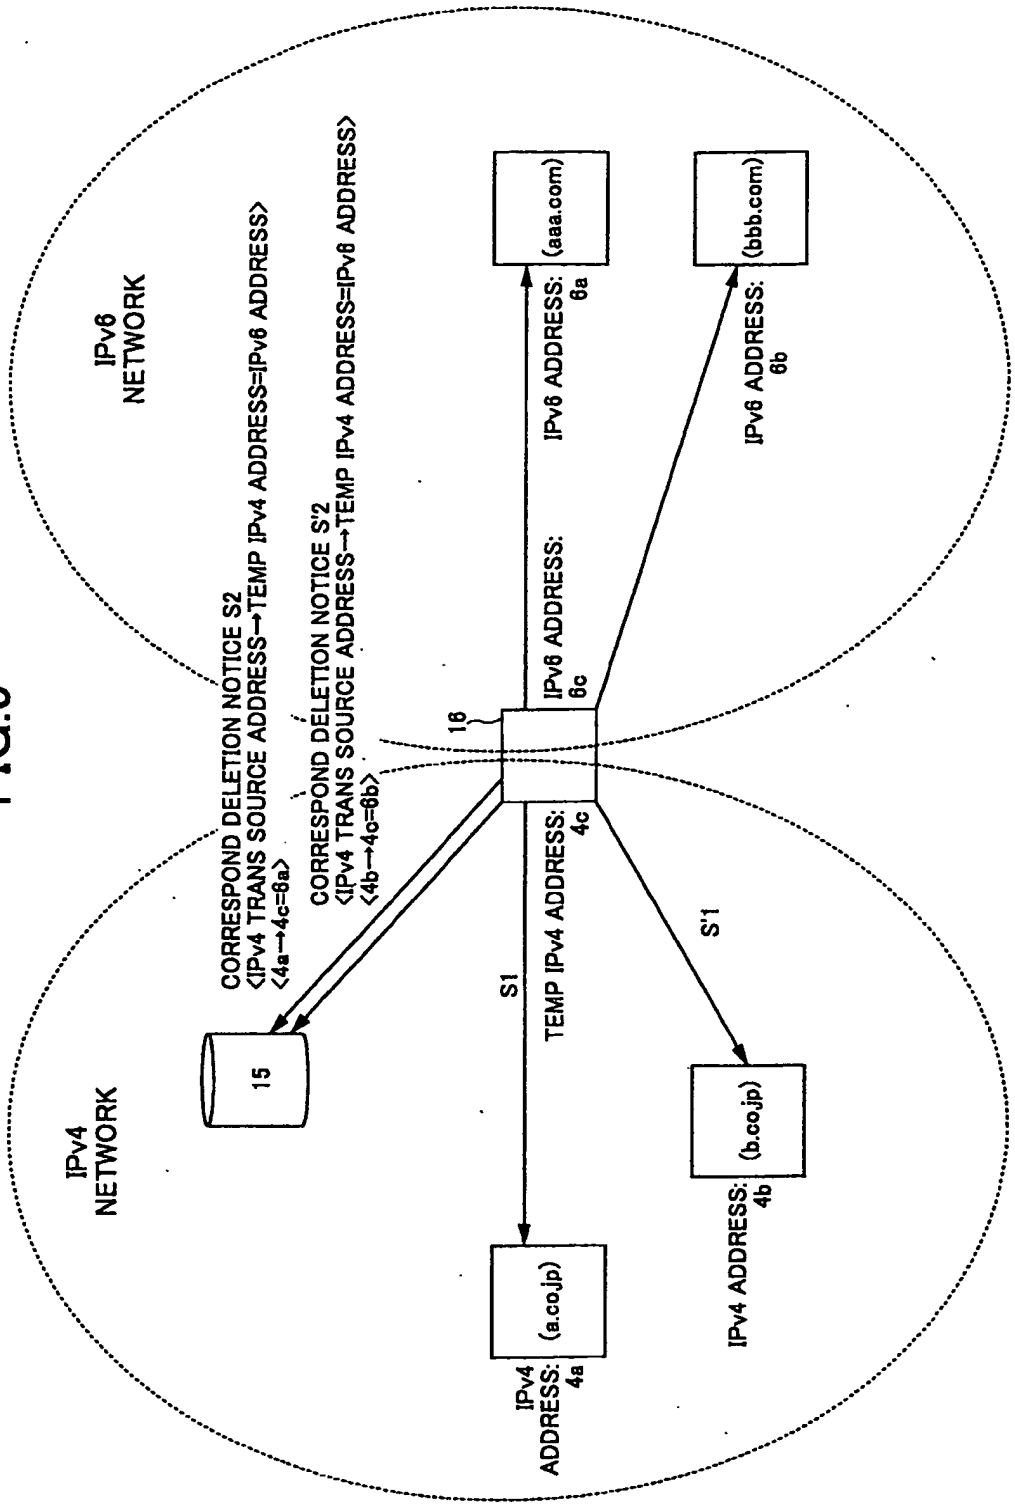 IPv4
NETWORK
IPv6
NETWORK
CORRESPOND DELETION NOTICE S2
<IPv4 TRANS SOURCE ADDRESS→TEMP IPv4 ADDRESS=IPv6 ADDRESS>
<4a→4c=6a>
CORRESPOND DELETION NOTICE S'2
<IPv4 TRANS SOURCE ADDRESS→TEMP IPv4 ADDRESS=IPv6 ADDRESS>
<4b→4c=6b>
15
16
S1
TEMP IPv4 ADDRESS:
4c
IPv6 ADDRESS:
6c
IPv6 ADDRESS:
6a
(aaa.com)
IPv4
ADDRESS:
4a
(a.co.jp)
S'1
IPv4 ADDRESS:
4b
(b.co.jp)
IPv6 ADDRESS:
6b
(bbb.com)